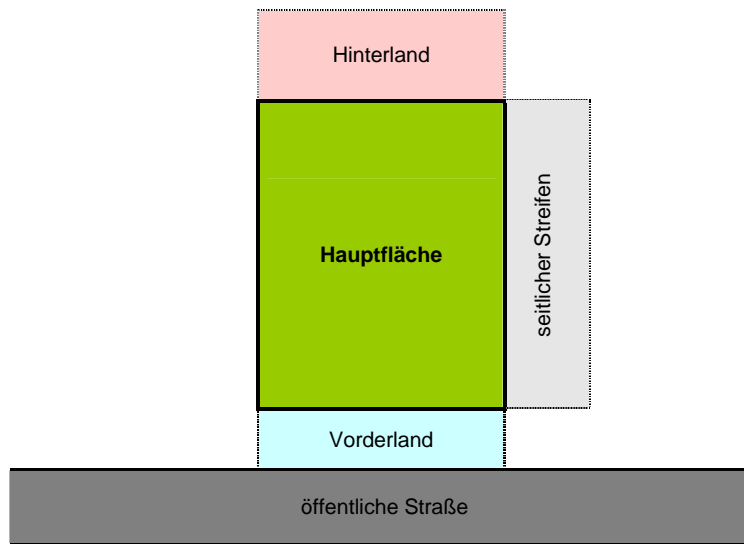 Hinterland
Hauptfläche
seitlicher Streifen
Vorderland
öffentliche Straße